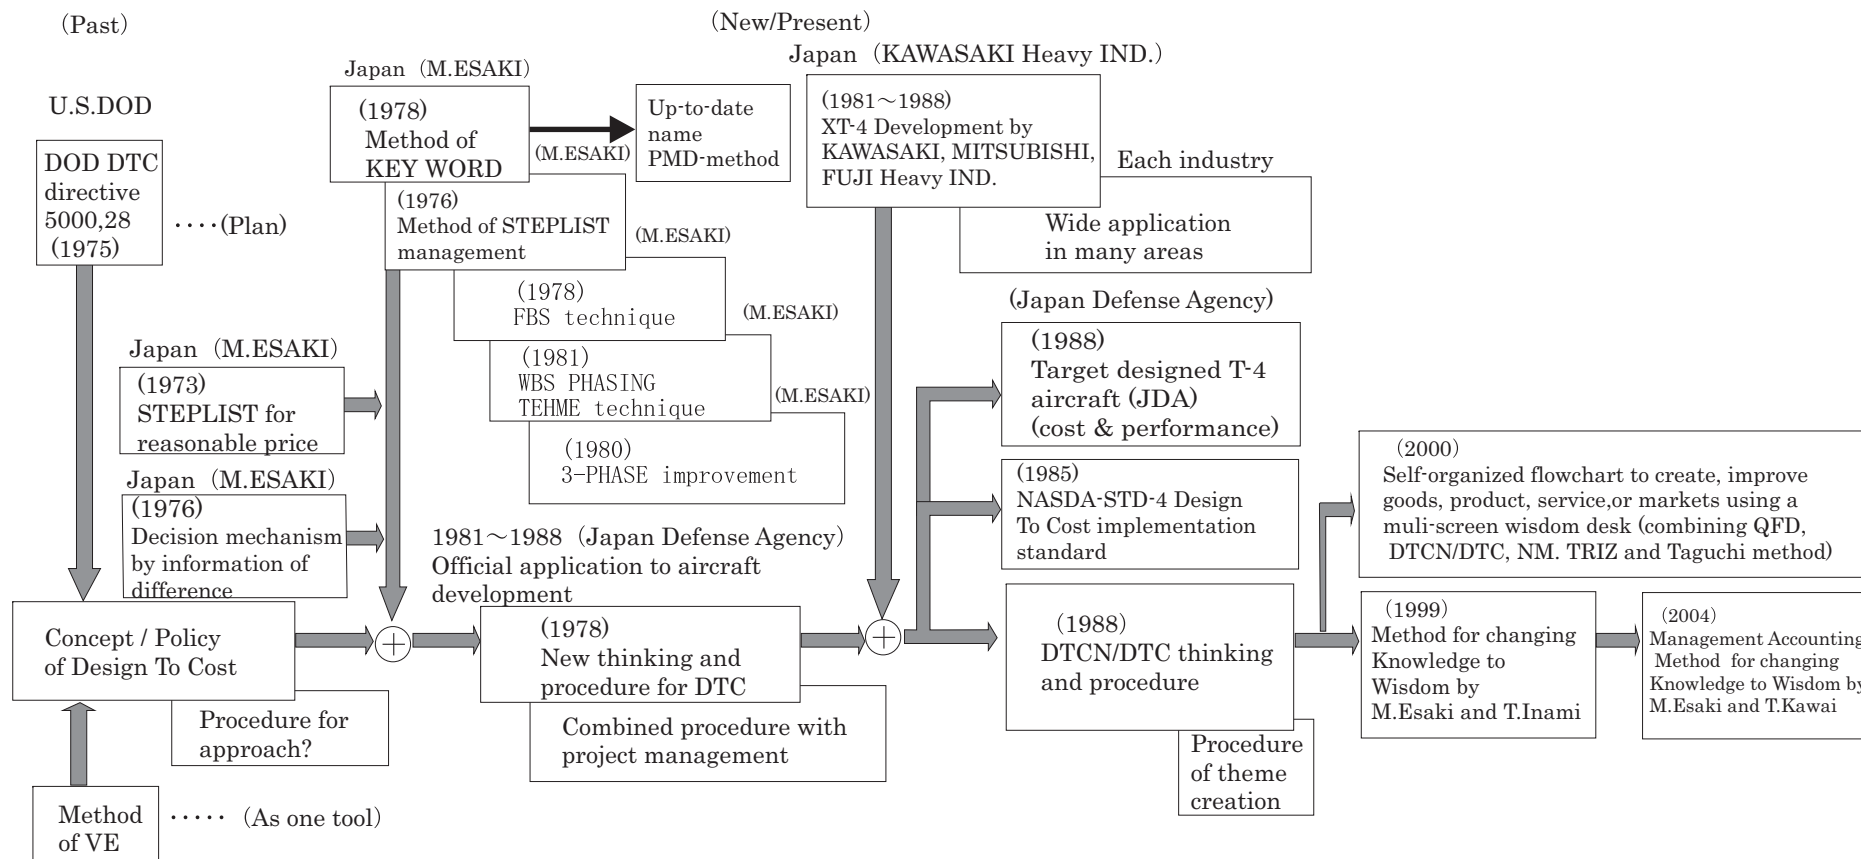 (Past)
(New/Present)
Japan (KAWASAKI Heavy IND.)
Japan (M.ESAKI)
U.S.DOD
DOD DTC
directive
5000,28
(1975)
····(Plan)
(1978)
Method of
KEY WORD
(M.ESAKI)
Up-to-date
name
PMD-method
(1981～1988)
XT-4 Development by
KAWASAKI, MITSUBISHI,
FUJI Heavy IND.
Each industry
Wide application
in many areas
(1976)
Method of STEPLIST
management
(M.ESAKI)
(1978)
FBS technique
(M.ESAKI)
(1981)
WBS PHASING
TEHME technique
(M.ESAKI)
(1980)
3-PHASE improvement
Japan (M.ESAKI)
(1973)
STEPLIST for
reasonable price
Japan (M.ESAKI)
(1976)
Decision mechanism
by information of
difference
Concept / Policy
of Design To Cost
Procedure for
approach?
Method
of VE
····· (As one tool)
1981～1988 (Japan Defense Agency)
Official application to aircraft
development
(1978)
New thinking and
procedure for DTC
Combined procedure with
project management
(Japan Defense Agency)
(1988)
Target designed T-4
aircraft (JDA)
(cost & performance)
(1985)
NASDA-STD-4 Design
To Cost implementation
standard
(1988)
DTCN/DTC thinking
and procedure
Procedure
of theme
creation
(2000)
Self-organized flowchart to create, improve
goods, product, service,or markets using a
muli-screen wisdom desk (combining QFD,
DTCN/DTC, NM. TRIZ and Taguchi method)
(1999)
Method for changing
Knowledge to
Wisdom by
M.Esaki and T.Inami
(2004)
Management Accounting
Method for changing
Knowledge to Wisdom by
M.Esaki and T.Kawai